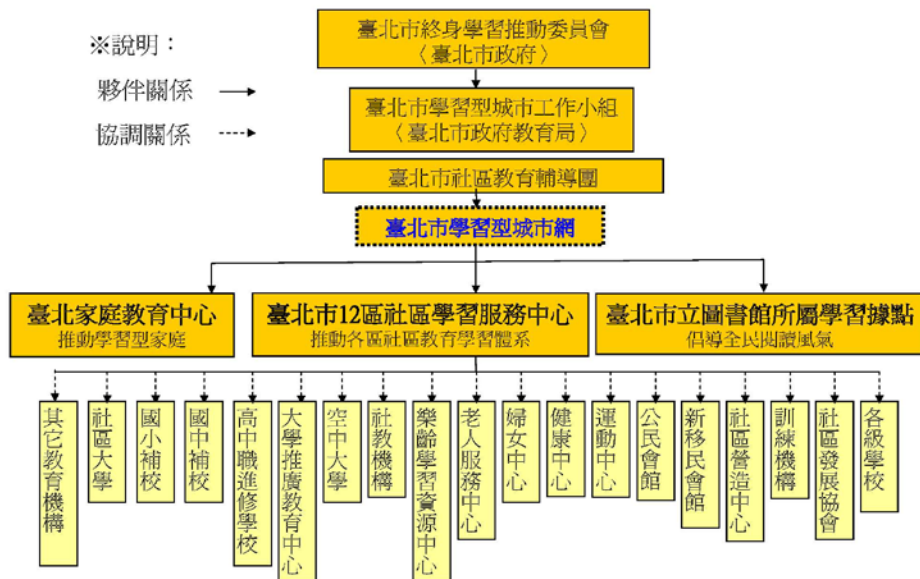 臺北市終身學習推動委員會
〈臺北市政府〉
※說明：
夥伴關係
協調關係
臺北市學習型城市工作小組
〈臺北市政府教育局〉
臺北市社區教育輔導團
臺北市學習型城市網
臺北家庭教育中心
推動學習型家庭
臺北市12區社區學習服務中心
推動各區社區教育學習體系
臺北市立圖書館所屬學習據點
倡導全民閱讀風氣
其它教育機構
社區大學
國小補校
國中補校
高中職進修學校
大學推廣教育中心
空中大學
社教機構
樂齡學習資源中心
老人服務中心
婦女中心
健康中心
運動中心
公民會館
新移民會館
社區營造中心
訓練機構
社區發展協會
各級學校